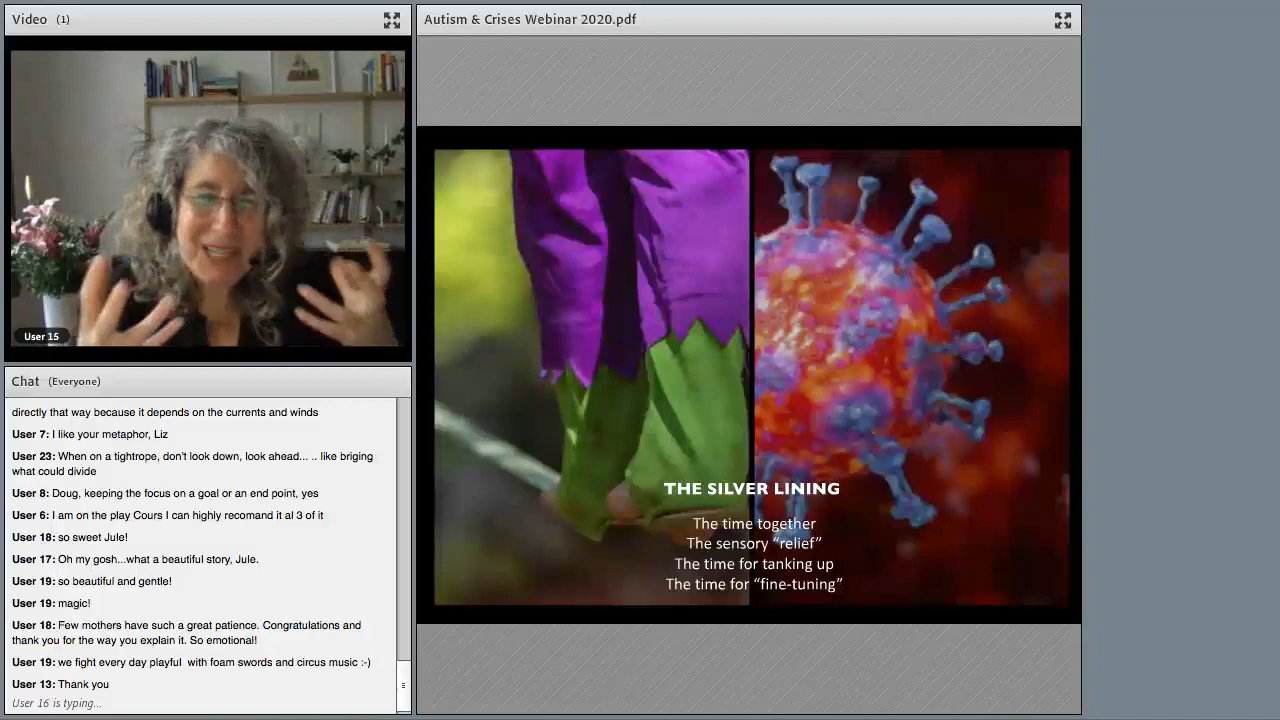 Video (1)
User 15
Chat (Everyone)
directly that way because it depends on the currents and winds
User 7: I like your metaphor, Liz
User 23: When on a tightrope, don't look down, look ahead... .. like briging
what could divide
User 8: Doug, keeping the focus on a goal or an end point, yes
User 6: I am on the play Cours I can highly recomand it al 3 of it
User 18: so sweet Jule!
User 17: Oh my gosh...what a beautiful story, Jule.
User 19: so beautiful and gentle!
User 19: magic!
User 18: Few mothers have such a great patience. Congratulations and
thank you for the way you explain it. So emotional!
User 19: we fight every day playful  with foam swords and circus music :-)
User 13: Thank you
User 16 is typing...
Autism & Crises Webinar 2020.pdf
THE SILVER LINING
The time together
The sensory “relief”
The time for tanking up
The time for “fine-tuning”